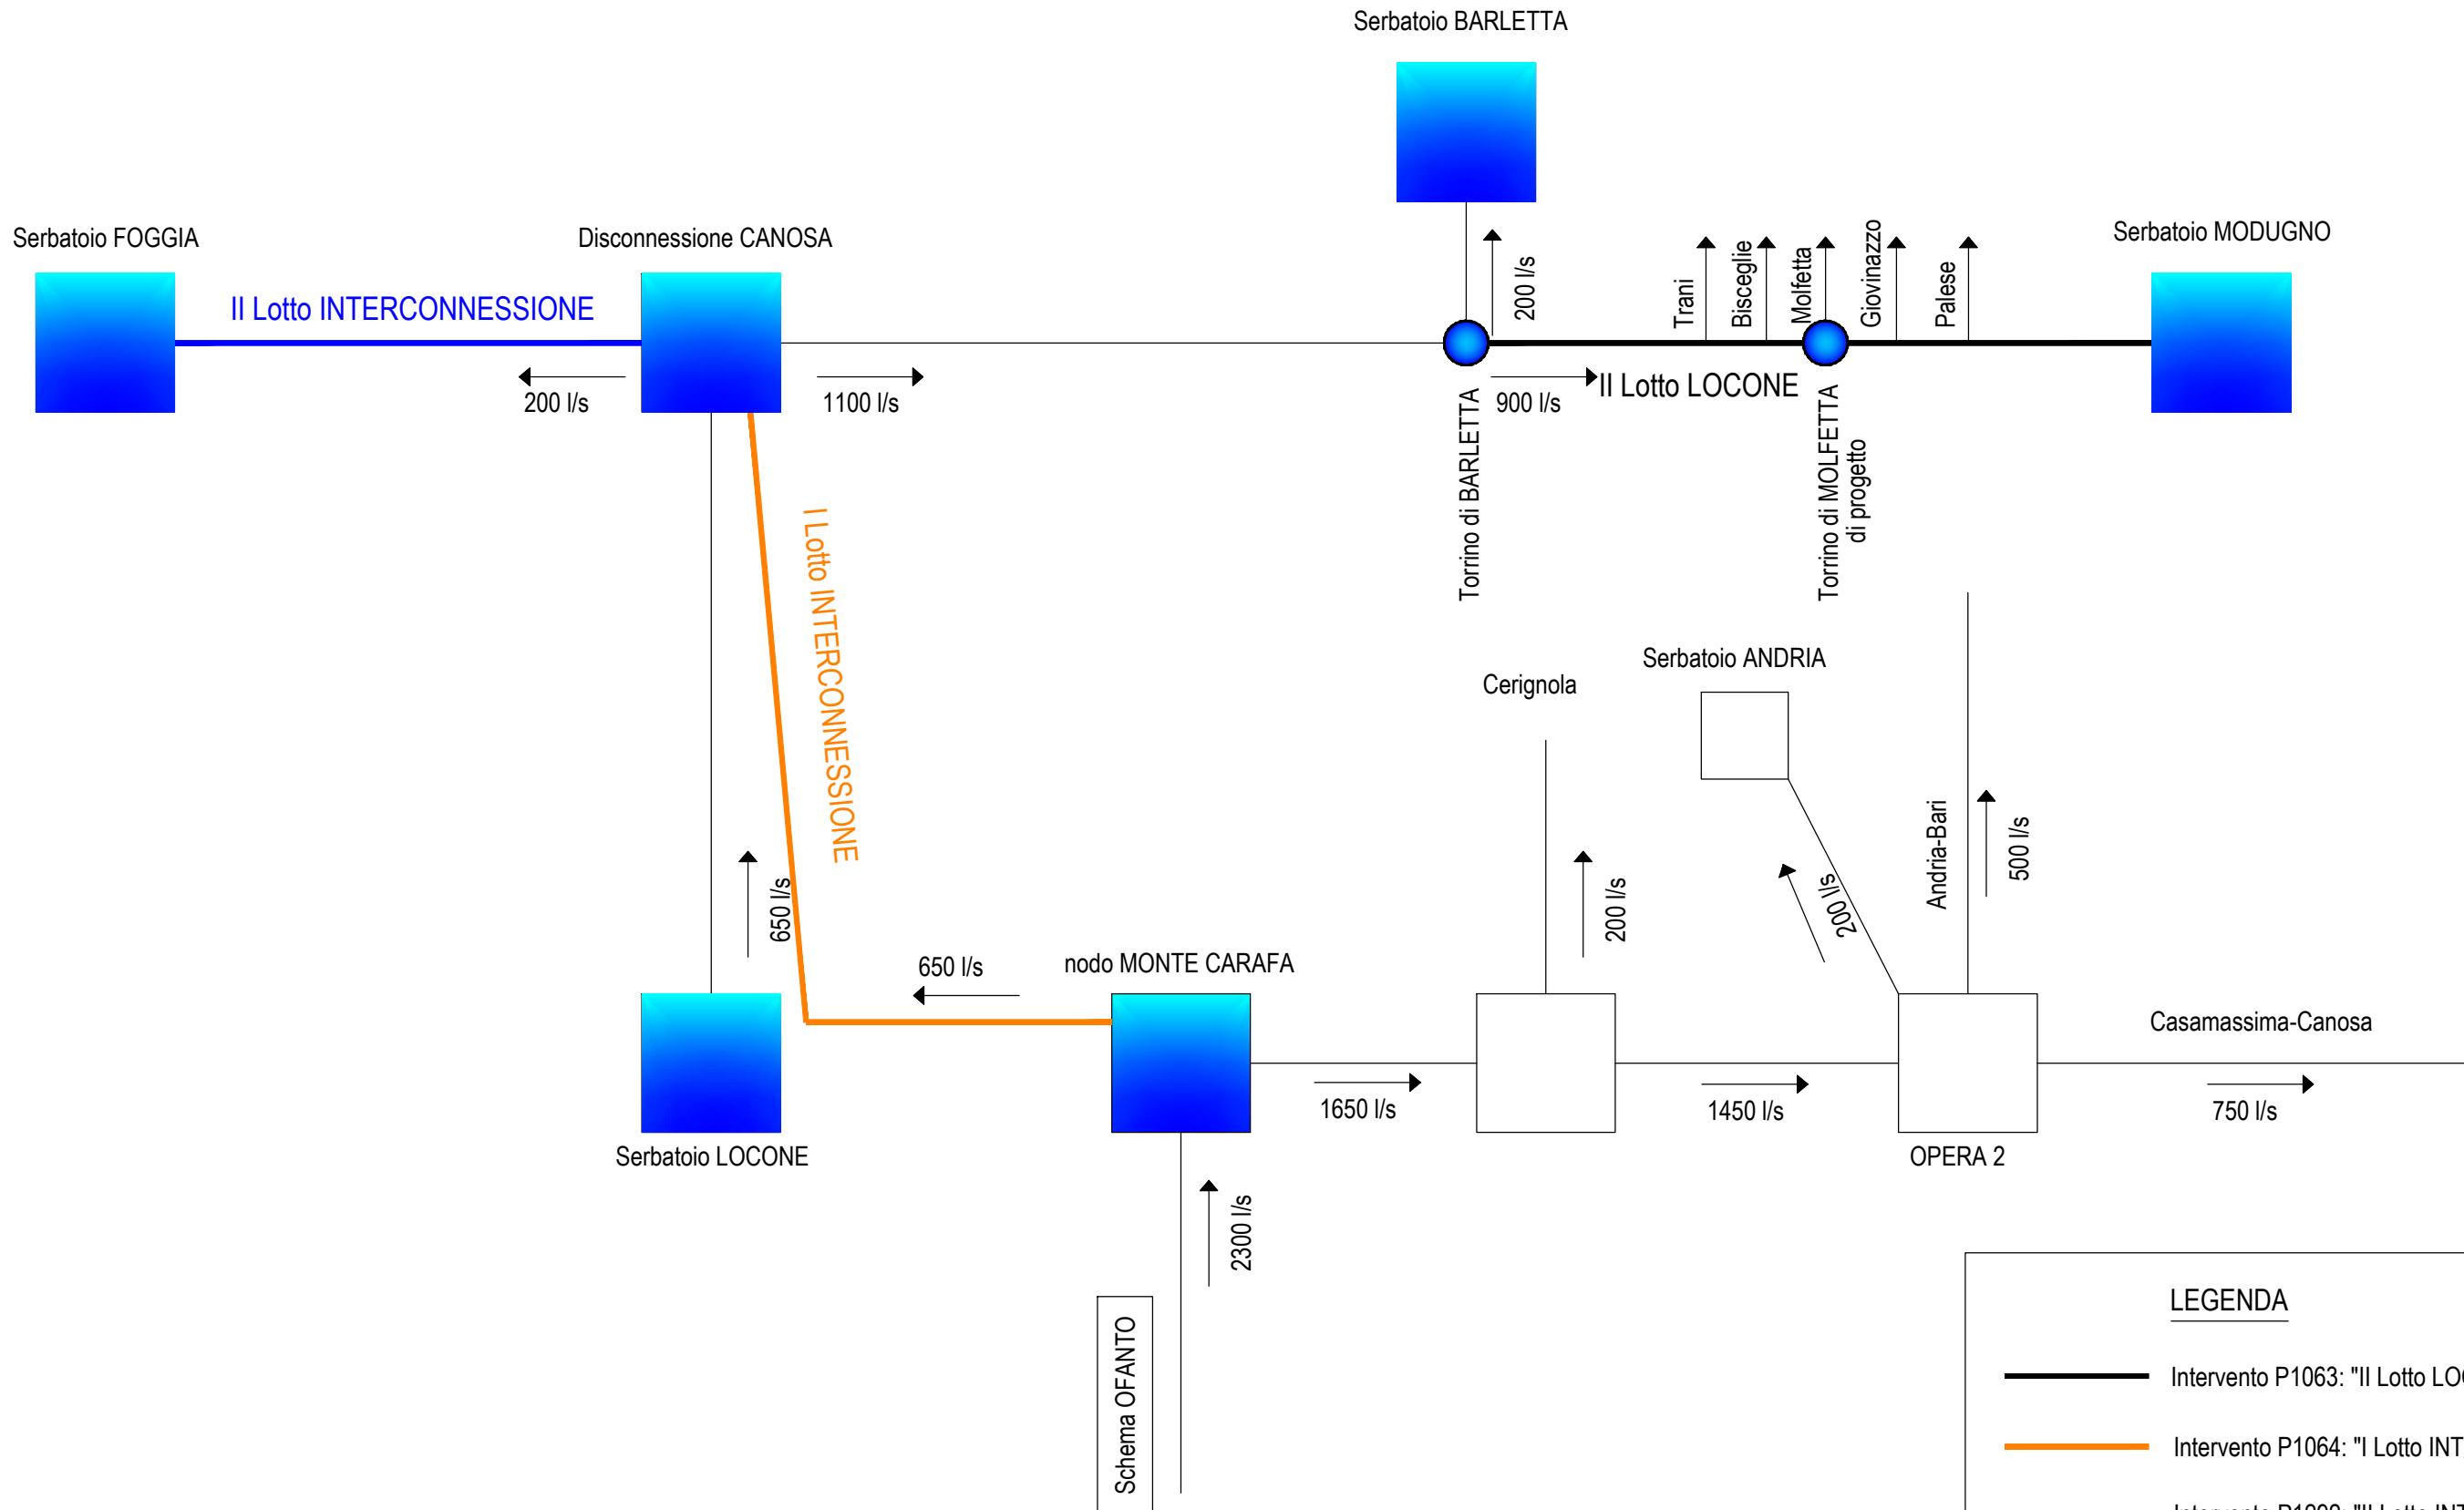 Serbatoio BARLETTA
Serbatoio FOGGIA
Disconnessione CANOSA
Serbatoio MODUGNO
II Lotto INTERCONNESSIONE
200 l/s
Trani
Bisceglie
Molfetta
Giovinazzo
Palese
200 l/s
1100 l/s
900 l/s
II Lotto LOCONE
Torrino di BARLETTA
Torrino di MOLFETTA
di progetto
I Lotto INTERCONNESSIONE
Serbatoio ANDRIA
Cerignola
Andria-Bari
500 l/s
650 l/s
200 l/s
200 l/s
650 l/s
nodo MONTE CARAFA
Casamassima-Canosa
1650 l/s
1450 l/s
750 l/s
Serbatoio LOCONE
OPERA 2
2300 l/s
Schema OFANTO
LEGENDA
Intervento P1063: "II Lotto LO
Intervento P1064: "I Lotto INT